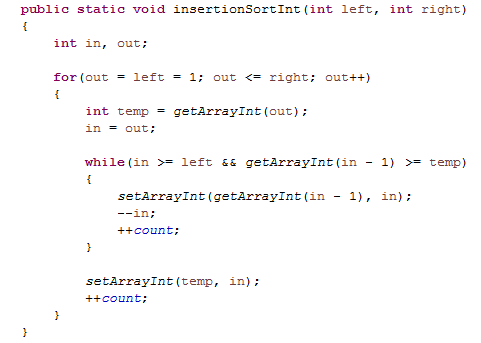 public static void insertionSortInt(int left, int right)
{
    int in, out;

    for(out = left = 1; out <= right; out++)
    {
        int temp = getArrayInt(out);
        in = out;

        while(in >= left && getArrayInt(in - 1) >= temp)
        {
            setArrayInt(getArrayInt(in - 1), in);
            --in;
            ++count;
        }

        setArrayInt(temp, in);
        ++count;
    }
}